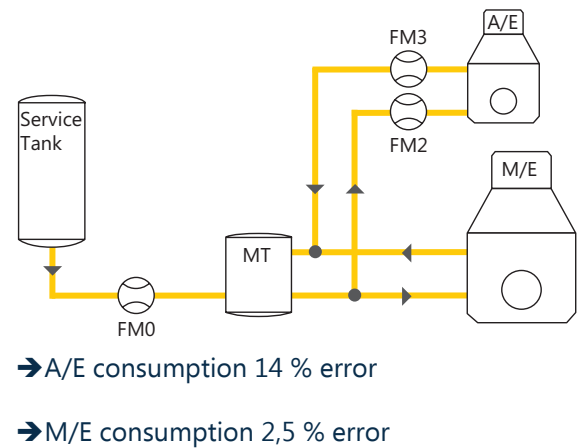 A/E
FM3
Service
Tank
FM2
M/E
MT
FM0
➔A/E consumption 14 % error
➔M/E consumption 2,5 % error